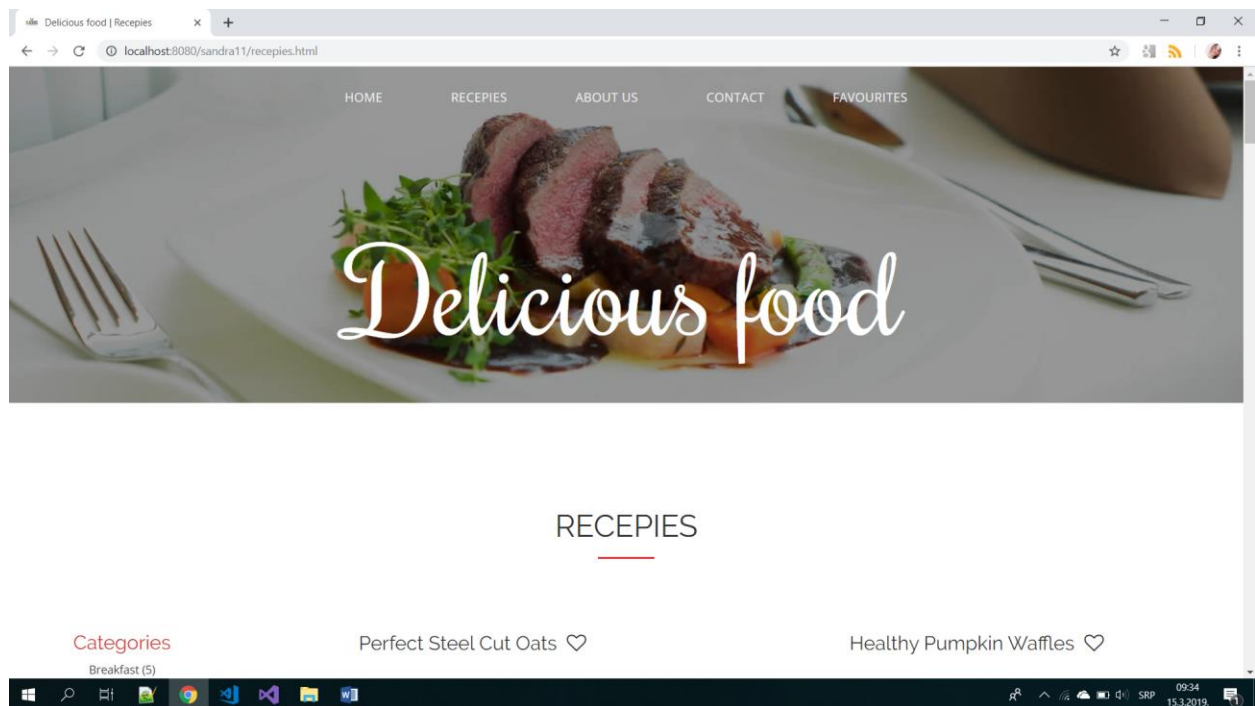 Delicious food | Recepies
localhost:8080/sandra11/recepies.html
HOME RECEPIES ABOUT US CONTACT FAVOURITES
Delicious food
RECEPIES
Categories
Breakfast (5)
Perfect Steel Cut Oats
Healthy Pumpkin Waffles
SRP
09:34
15.3.2019.